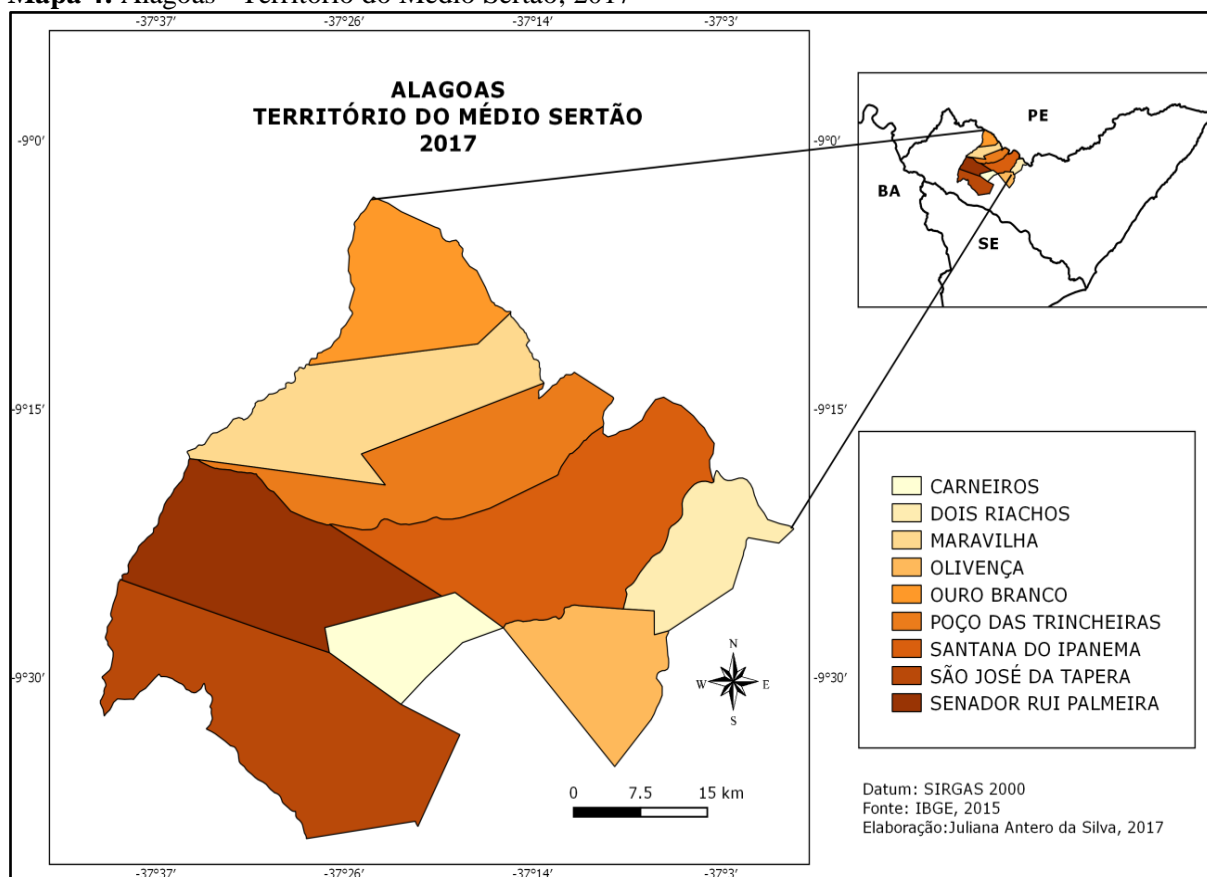 Mapa 4: Alagoas - Território do Médio Sertão, 2017
-37°37′ -37°26′ -37°14′ -37°3′
ALAGOAS
TERRITÓRIO DO MÉDIO SERTÃO
2017
-9°0′ -9°0′
PE
BA
SE
-9°15′ -9°15′
CARNEIROS
DOIS RIACHOS
MARAVILHA
OLIVENÇA
OURO BRANCO
POÇO DAS TRINCHEIRAS
SANTANA DO IPANEMA
SÃO JOSÉ DA TAPERA
SENADOR RUI PALMEIRA
-9°30′ -9°30′
N
W E
S
0 7.5 15 km
Datum: SIRGAS 2000
Fonte: IBGE, 2015
Elaboração:Juliana Antero da Silva, 2017
-37°37′ -37°26′ -37°14′ -37°3′